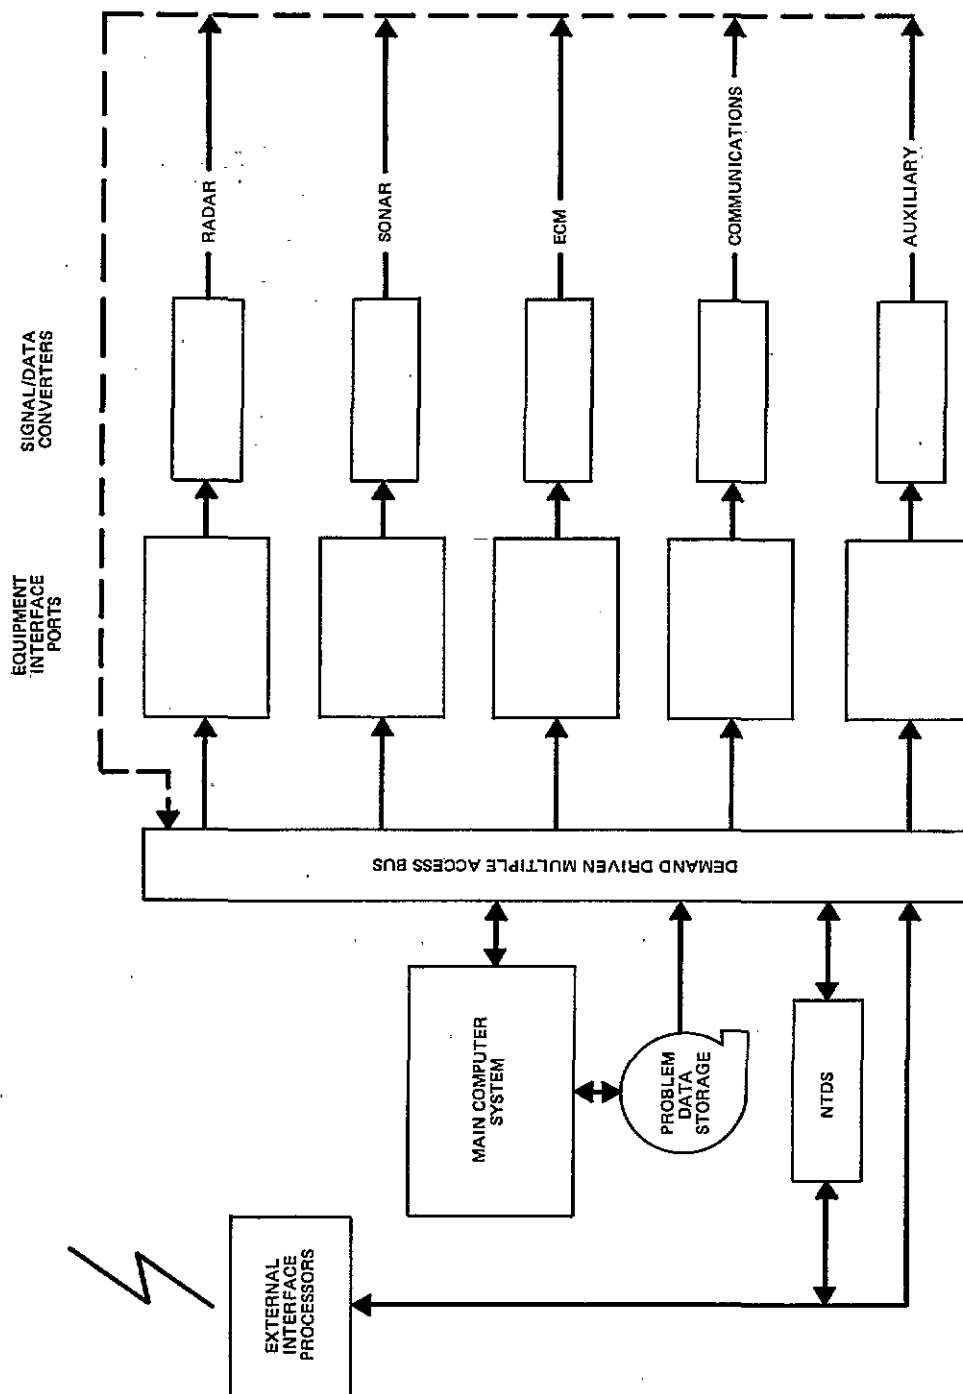 EXTERNAL
INTERFACE
PROCESSORS
MAIN COMPUTER
SYSTEM
PROBLEM
DATA
STORAGE
NTDS
DEMAND DRIVEN MULTIPLE ACCESS BUS
EQUIPMENT
INTERFACE
PORTS
SIGNAL/DATA
CONVERTERS
RADAR
SONAR
ECM
COMMUNICATIONS
AUXILIARY